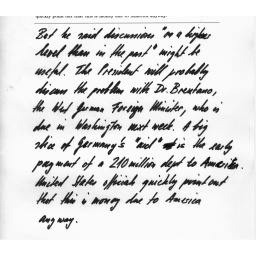 But he said discussions "on a higher
level than in the past" might be
useful. The President will probably
discuss the problem with Dr. Brentano,
the West German Foreign Minister, who is
due in Washington next week. A big
slice of Germany's "aid" is the early
payment of a 210 million dept to America.
United States officials quickly point out
that this is money due to America
anyway.